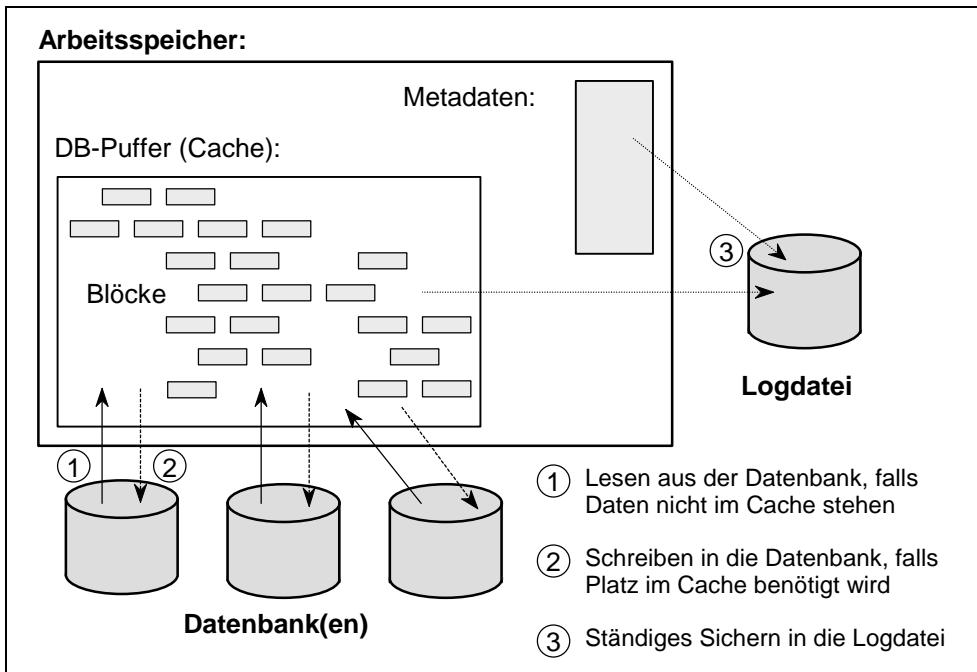 Arbeitsspeicher:
Metadaten:
DB-Puffer (Cache):
Blöcke
3
Logdatei
1
2
Datenbank(en)
1 Lesen aus der Datenbank, falls
Daten nicht im Cache stehen
2 Schreiben in die Datenbank, falls
Platz im Cache benötigt wird
3 Ständiges Sichern in die Logdatei